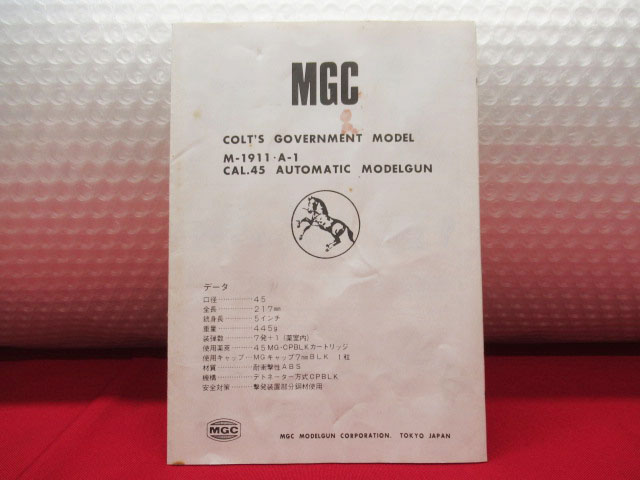 MGC
COLT'S GOVERNMENT MODEL
M-1911・A-1
CAL.45 AUTOMATIC MODELGUN
データ
口径…………45
全長…………217㎜
銃身長………5インチ
重量…………445g
装弾数………7発+1(薬室内)
使用薬莢……45MG・CPBLKカートリッジ
使用キャップ…MGキャップ7㎜BLK 1粒
材質…………耐衝撃性ABS
機構…………デトネーター方式CPBLK
安全対策……撃発装置部分鋼材使用
MGC
MGC MODELGUN CORPORATION. TOKYO JAPAN